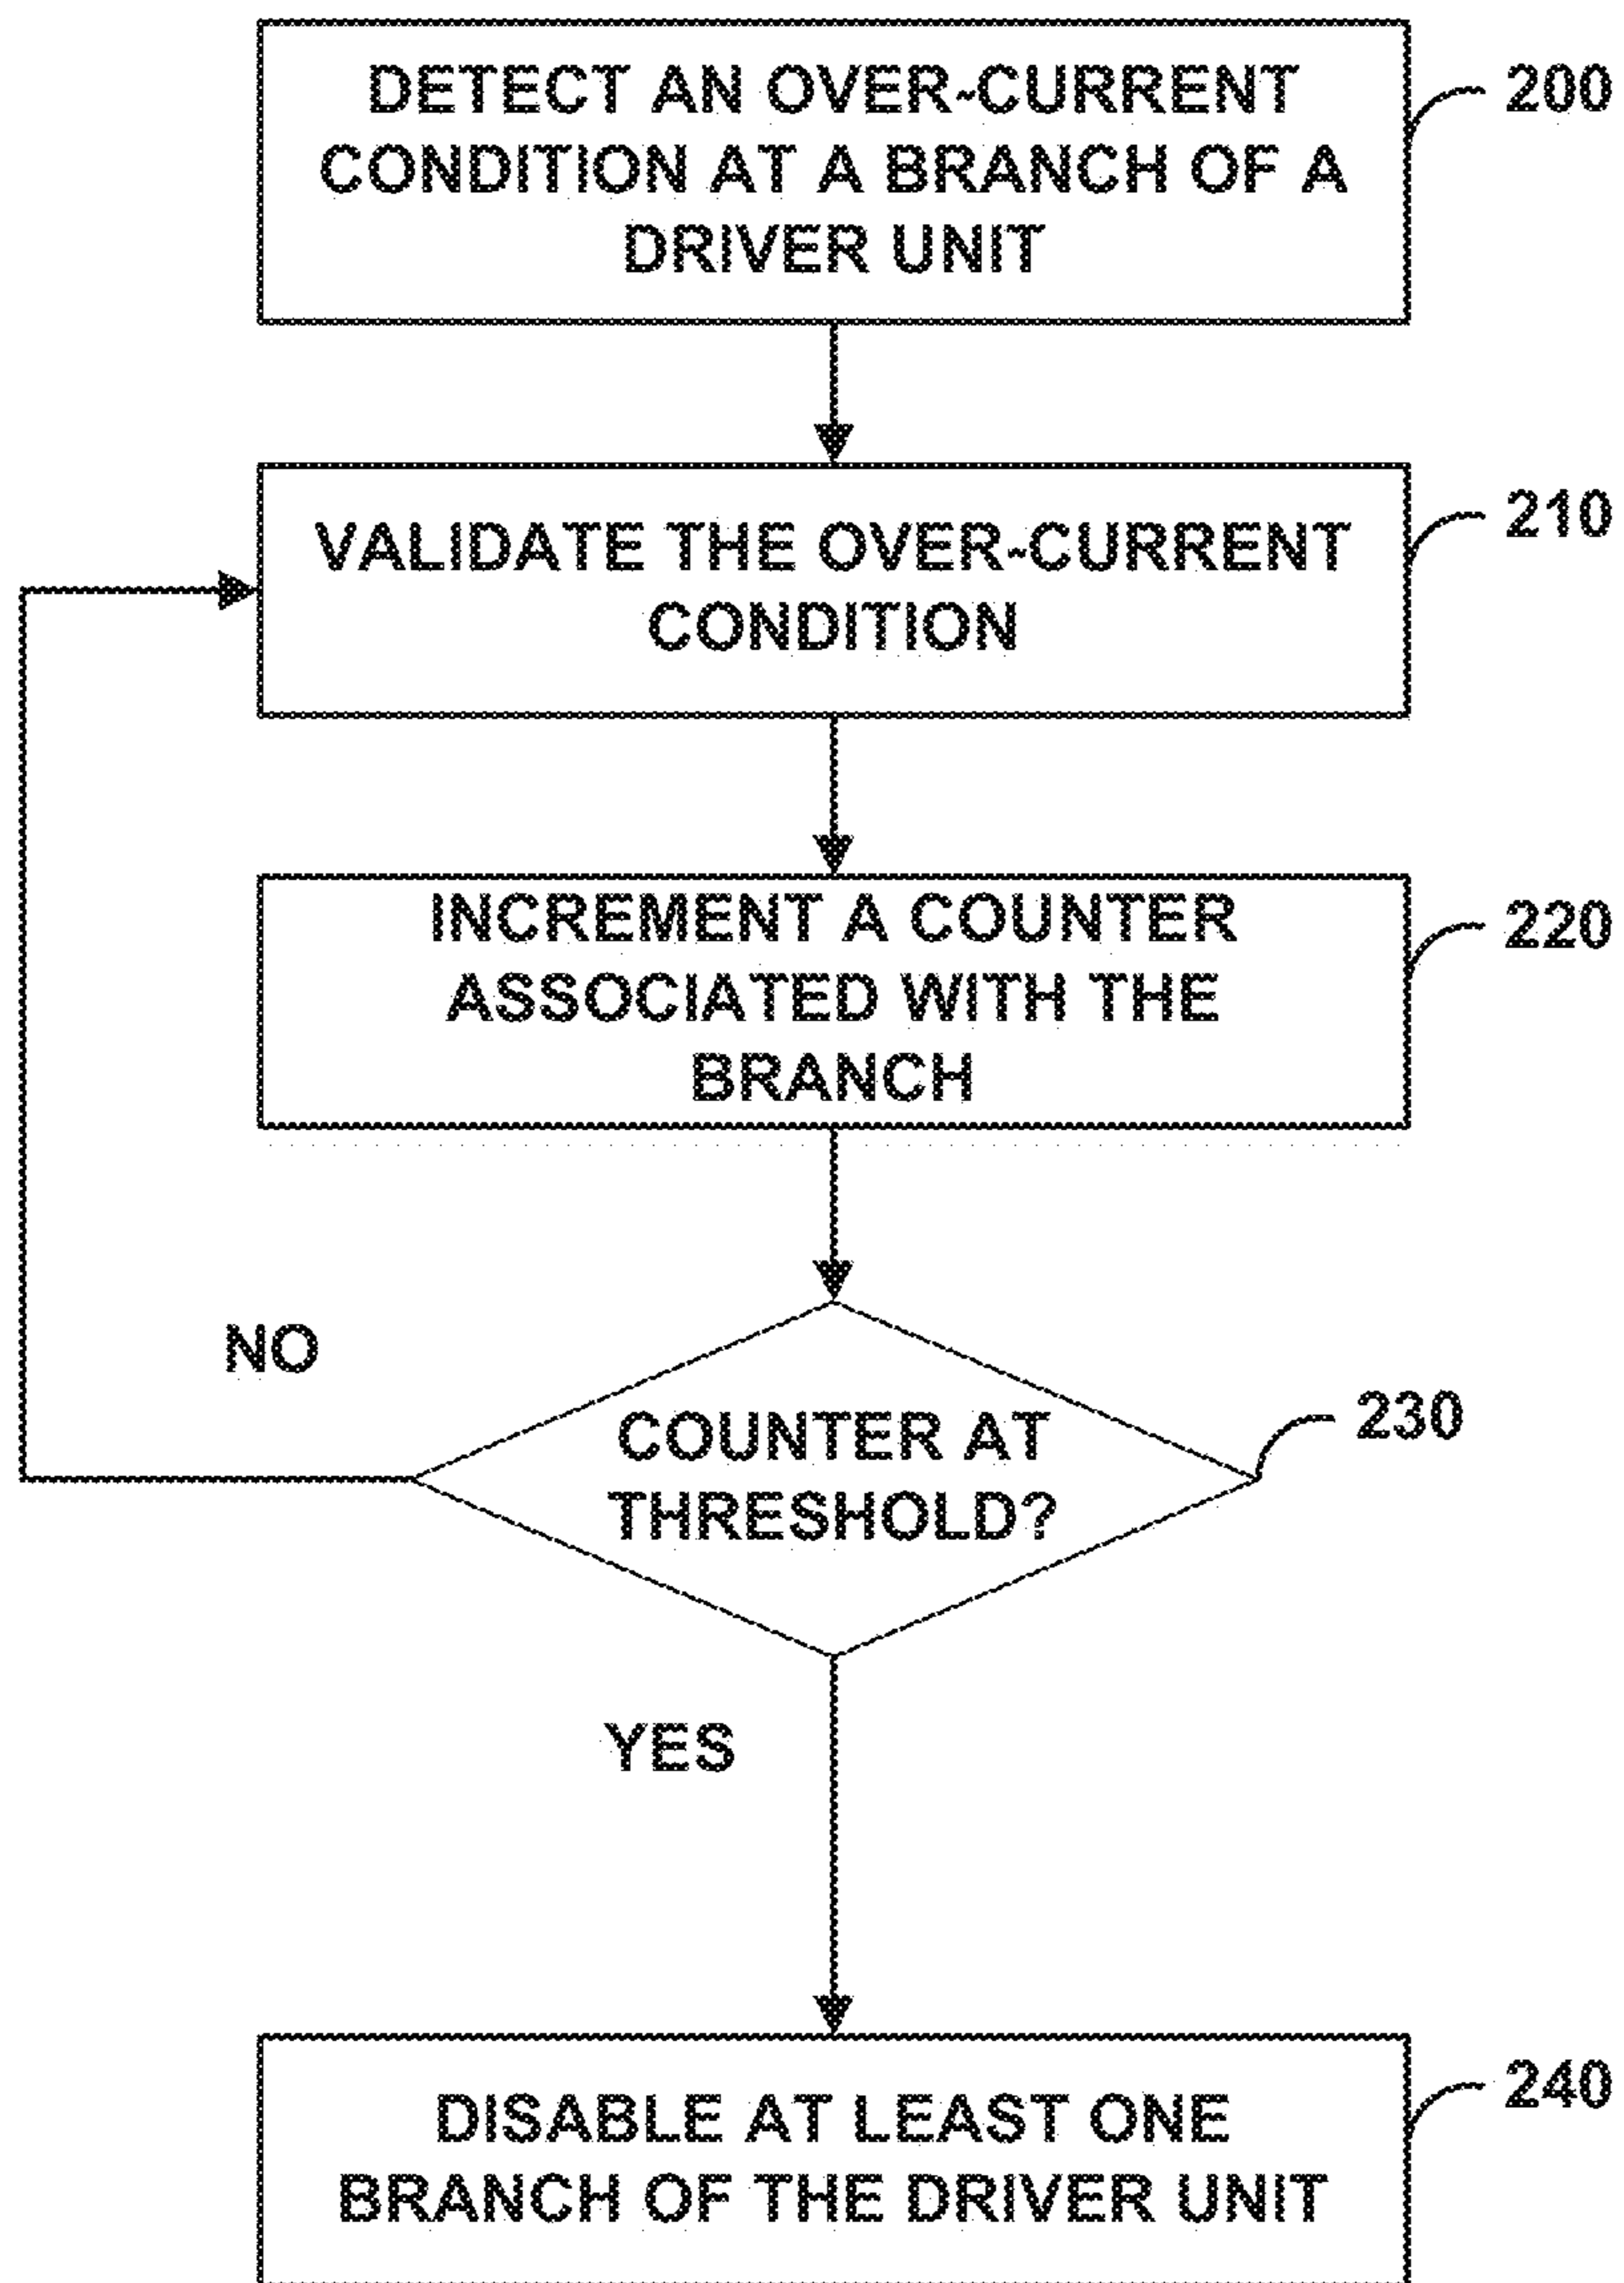 DETECT AN OVER-CURRENT
CONDITION AT A BRANCH OF A
DRIVER UNIT
200
VALIDATE THE OVER-CURRENT
CONDITION
210
INCREMENT A COUNTER
ASSOCIATED WITH THE
BRANCH
220
NO
COUNTER AT
THRESHOLD?
230
YES
DISABLE AT LEAST ONE
BRANCH OF THE DRIVER UNIT
240